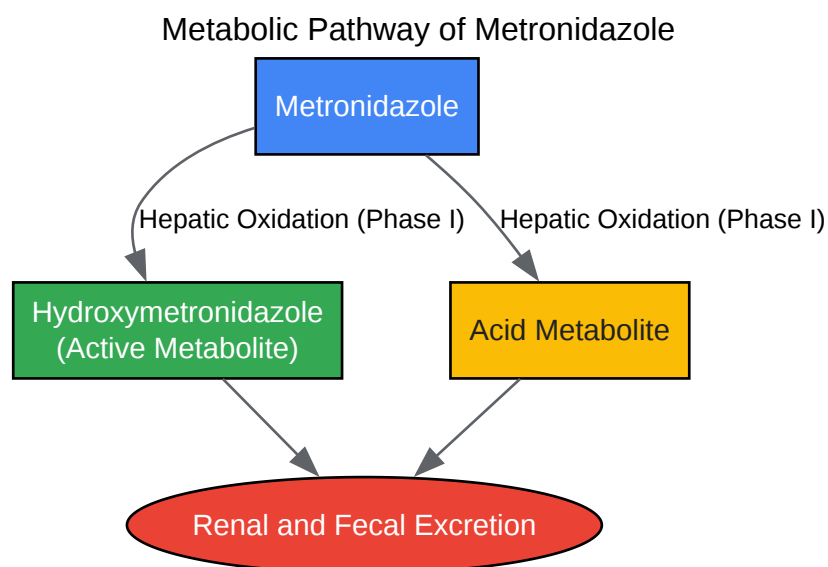 Metabolic Pathway of Metronidazole
Metronidazole
Hepatic Oxidation (Phase I)
Hepatic Oxidation (Phase I)
Hydroxymetronidazole
(Active Metabolite)
Acid Metabolite
Renal and Fecal Excretion